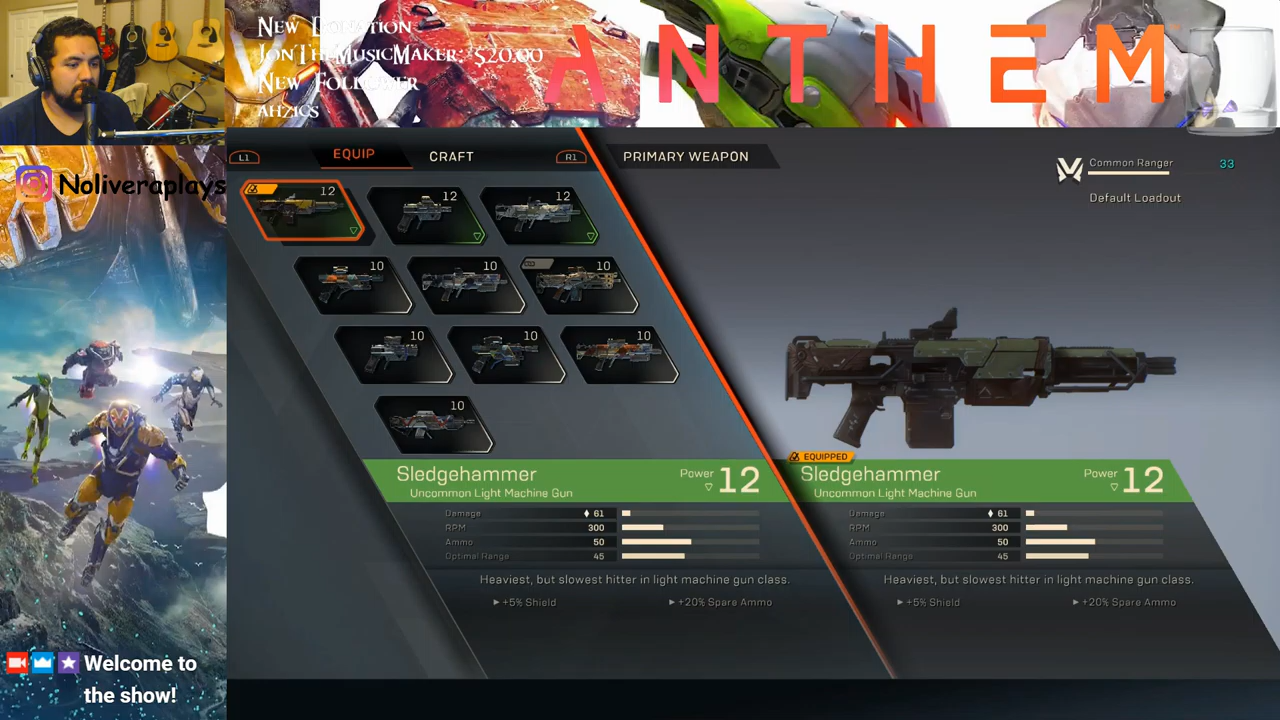 New Donation
JonTheMusicMaker: $20.00
New Follower
ahzics
ANTHEM
Noliveraplays
Welcome to
the show!
L1
EQUIP
CRAFT
R1
PRIMARY WEAPON
Common Ranger
33
Default Loadout
12
12
12
10
10
10
10
10
10
10
Sledgehammer
Uncommon Light Machine Gun
Power
12
Damage 61
RPM 300
Ammo 50
Optimal Range 45
Heaviest, but slowest hitter in light machine gun class.
+5% Shield
+20% Spare Ammo
EQUIPPED
Sledgehammer
Uncommon Light Machine Gun
Power
12
Damage 61
RPM 300
Ammo 50
Optimal Range 45
Heaviest, but slowest hitter in light machine gun class.
+5% Shield
+20% Spare Ammo